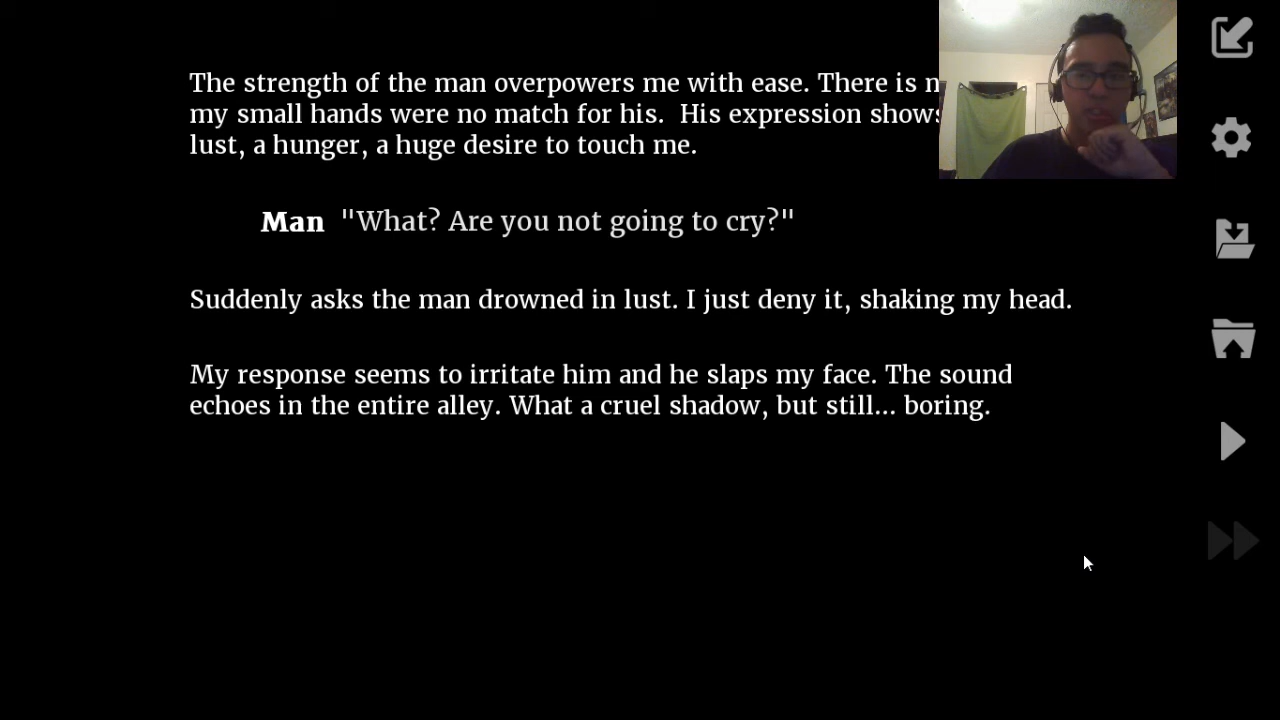 The strength of the man overpowers me with ease. There is
my small hands were no match for his.  His expression shows
lust, a hunger, a huge desire to touch me.
Man "What? Are you not going to cry?"
Suddenly asks the man drowned in lust. I just deny it, shaking my head.
My response seems to irritate him and he slaps my face. The sound
echoes in the entire alley. What a cruel shadow, but still... boring.